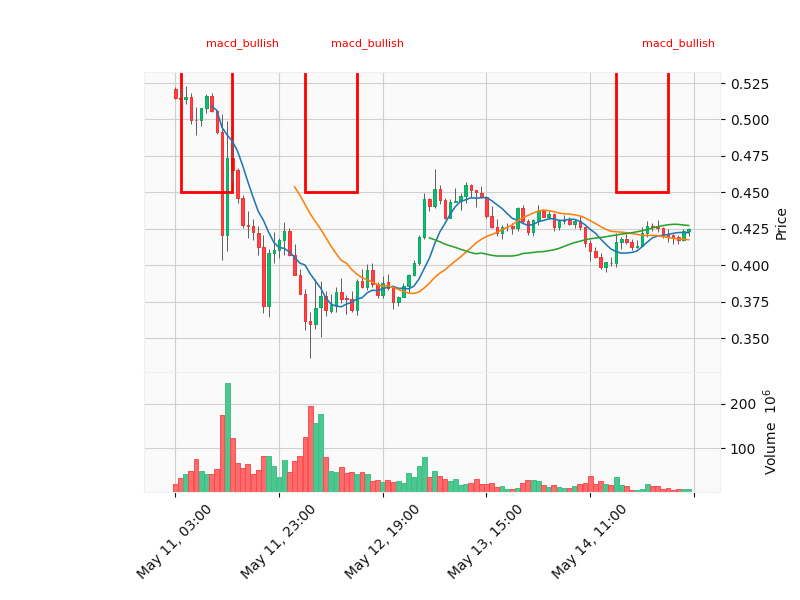 macd_bullish
macd_bullish
macd_bullish
0.525
0.500
0.475
0.450
0.425
0.400
0.375
0.350
Price
200
100
Volume 10^6
May 11, 03:00
May 11, 23:00
May 12, 19:00
May 13, 15:00
May 14, 11:00